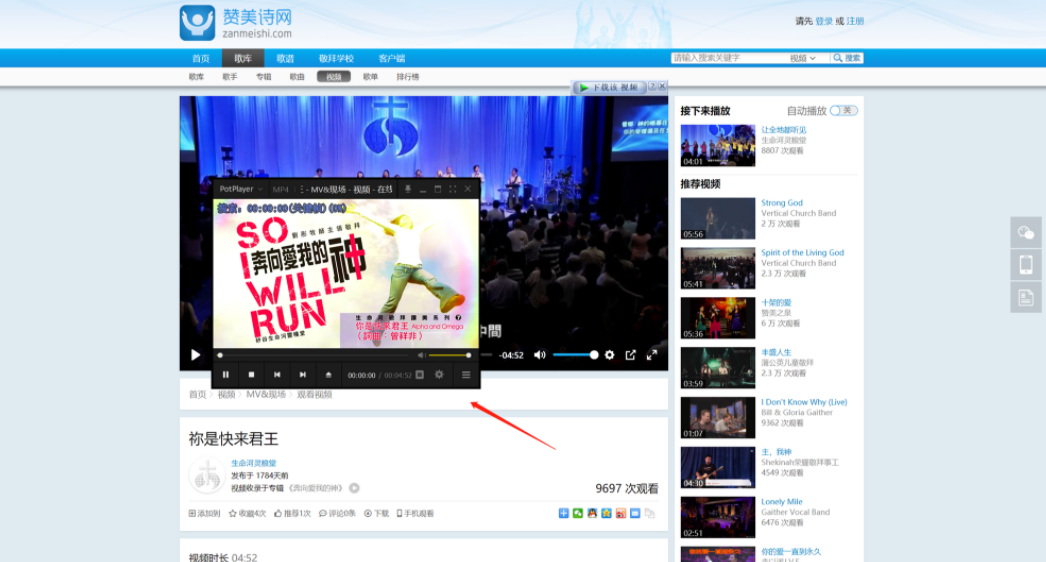 赞美诗网
zanmeishi.com
请先 登录 或 注册
首页 歌库 歌谱 敬拜学校 客户端
请输入搜索关键字 视频 搜索
歌库 歌手 专辑 歌曲 视频 歌单 排行榜
下载该 视频 ? X
PotPlayer MP4 - MV&现场 - 视频 - 在线
SO
I
WILL
RUN
奔向愛我的神
你是快來君王 Alpha and Omega
(詞曲:曾祥非)
中間
-04:52
00:00:00 / 00:04:52
首页 视频 MV&现场 观看视频
祢是快来君王
生命河灵粮堂
发布于 1784天前
视频收录于专辑 《奔向爱我的神》
9697 次观看
添加到 收藏4次 推荐1次 评论0条 下载 手机观看
视频时长 04:52
接下来播放 自动播放 关
让全地都听见
生命河灵粮堂
8807 次观看
04:01
推荐视频
Strong God
Vertical Church Band
2 万 次观看
05:56
Spirit of the Living God
Vertical Church Band
2.3 万 次观看
05:41
十架的爱
赞美之泉
6 万 次观看
05:36
丰盛人生
蒲公英儿童敬拜
2.3 万 次观看
03:59
I Don't Know Why (Live)
Bill & Gloria Gaither
9362 次观看
01:07
主，我神
Shekinah荣耀敬拜事工
4549 次观看
04:30
Lonely Mile
Gaither Vocal Band
6476 次观看
02:51
你的爱一直到永久